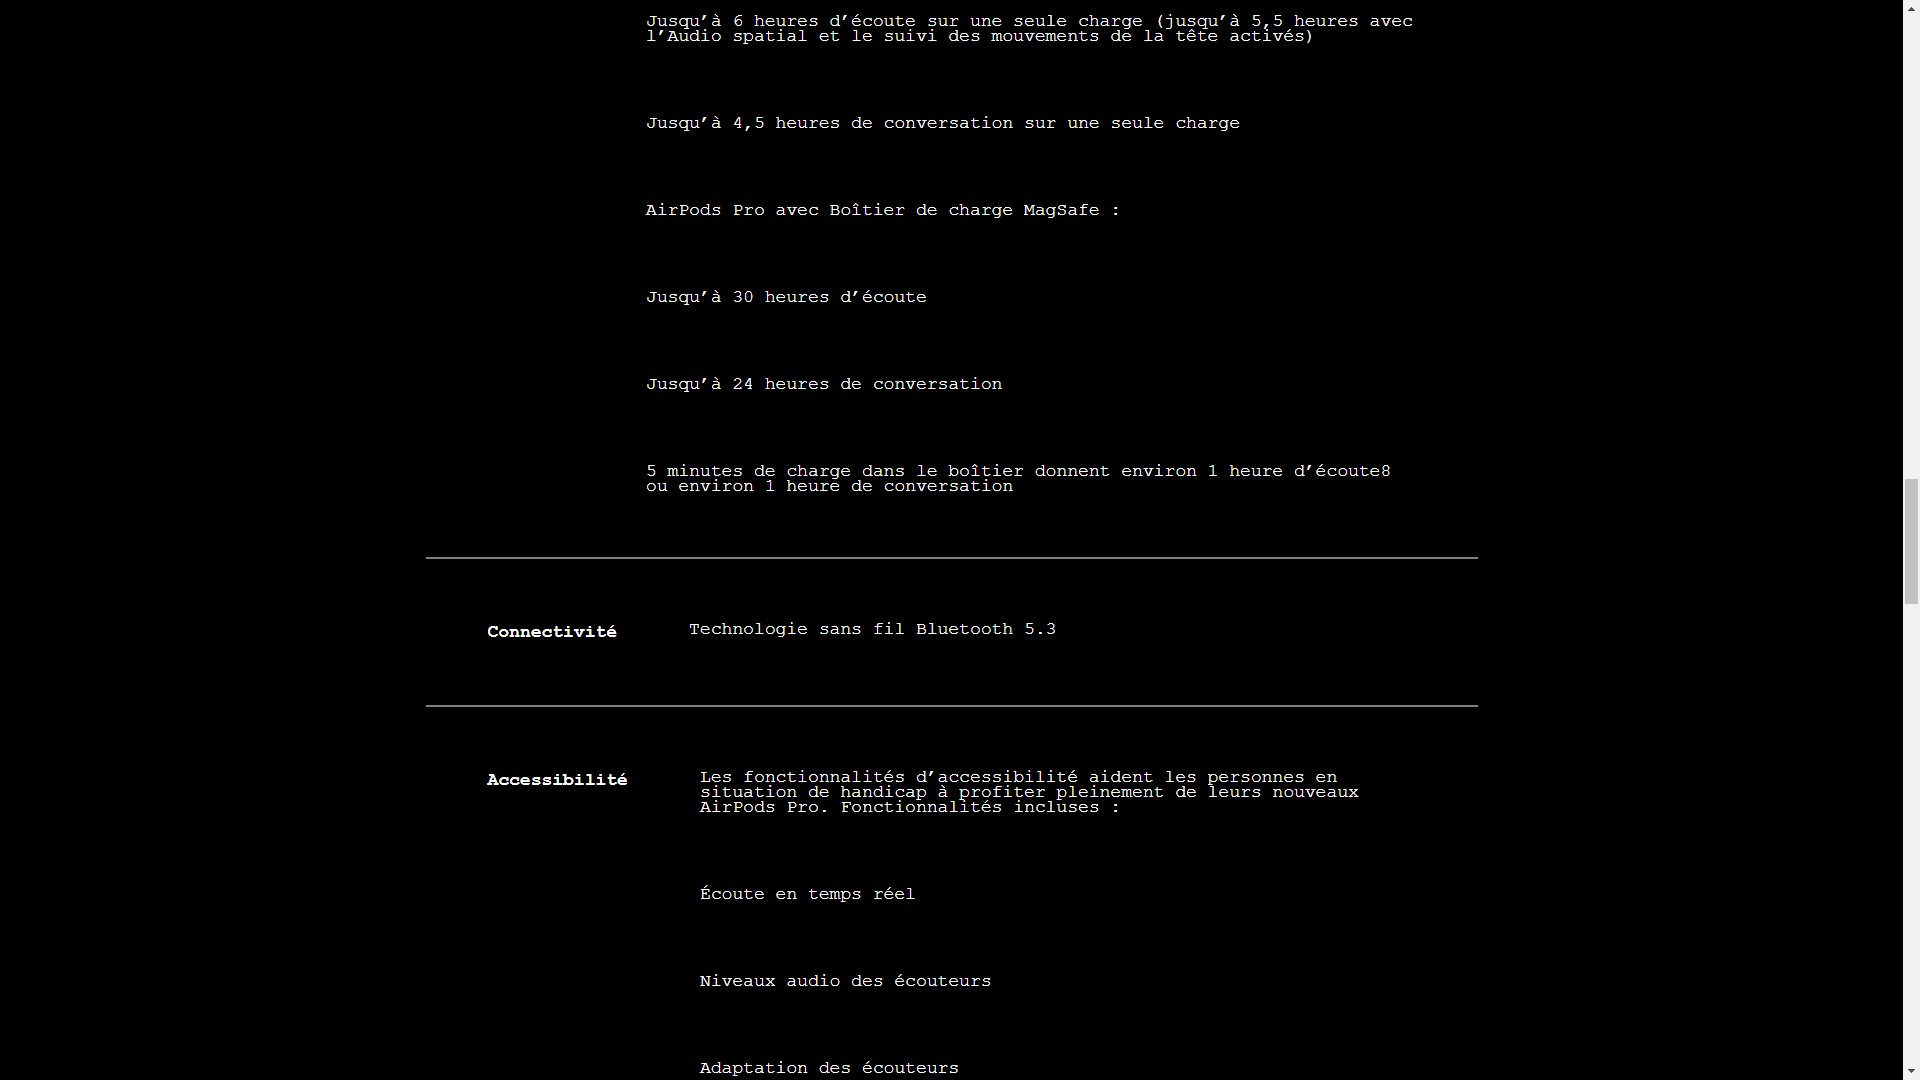 Jusqu’à 6 heures d’écoute sur une seule charge (jusqu’à 5,5 heures avec
l’Audio spatial et le suivi des mouvements de la tête activés)
Jusqu’à 4,5 heures de conversation sur une seule charge
AirPods Pro avec Boîtier de charge MagSafe :
Jusqu’à 30 heures d’écoute
Jusqu’à 24 heures de conversation
5 minutes de charge dans le boîtier donnent environ 1 heure d’écoute8
ou environ 1 heure de conversation
Connectivité
Technologie sans fil Bluetooth 5.3
Accessibilité
Les fonctionnalités d’accessibilité aident les personnes en
situation de handicap à profiter pleinement de leurs nouveaux
AirPods Pro. Fonctionnalités incluses :
Écoute en temps réel
Niveaux audio des écouteurs
Adaptation des écouteurs